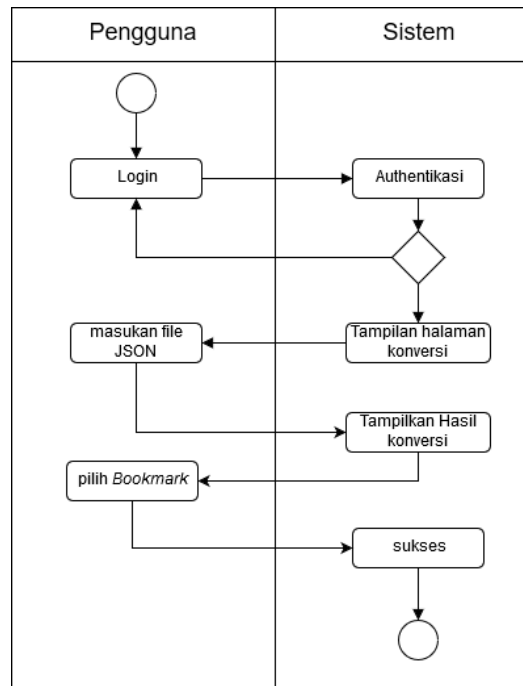 Pengguna
Sistem
Login
Authentikasi
masukan file
JSON
Tampilan halaman
konversi
Tampilkan Hasil
konversi
pilih Bookmark
sukses